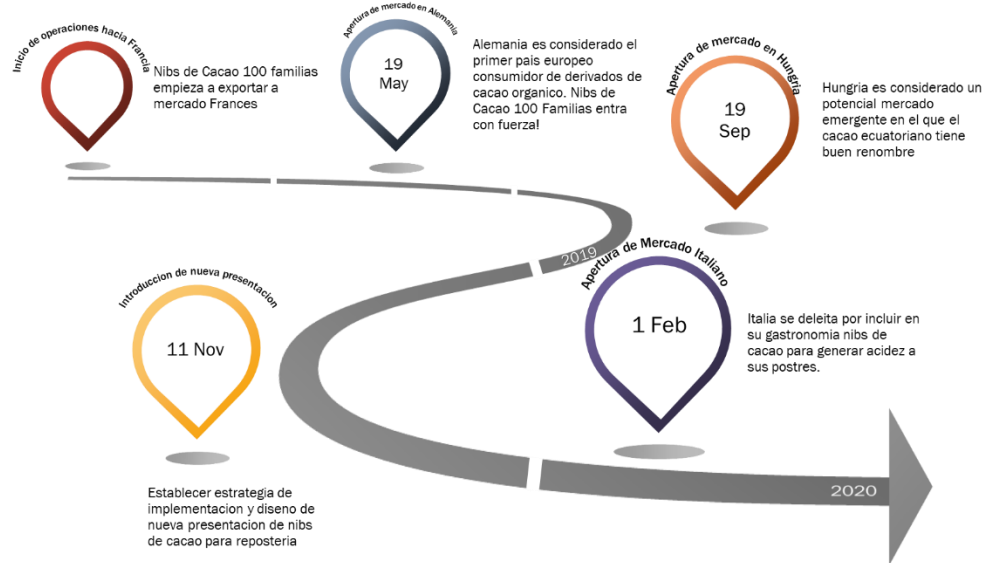 Inicio de operaciones hacia Francia
Nibs de Cacao 100 familias
empieza a exportar a
mercado Frances
Apertura de mercado en Alemania
19
May
Alemania es considerado el
primer pais europeo
consumidor de derivados de
cacao organico. Nibs de
Cacao 100 Familias entra
con fuerza!
Apertura de mercado en Hungria
19
Sep
Hungria es considerado un
potencial mercado
emergente en el que el
cacao ecuatoriano tiene
buen renombre
2019
Introduccion de nueva presentacion
11 Nov
Establecer estrategia de
implementacion y diseno de
nueva presentacion de nibs
de cacao para reposteria
Apertura de Mercado Italiano
1 Feb
Italia se deleita por incluir en
su gastronomia nibs de
cacao para generar acidez a
sus postres.
2020